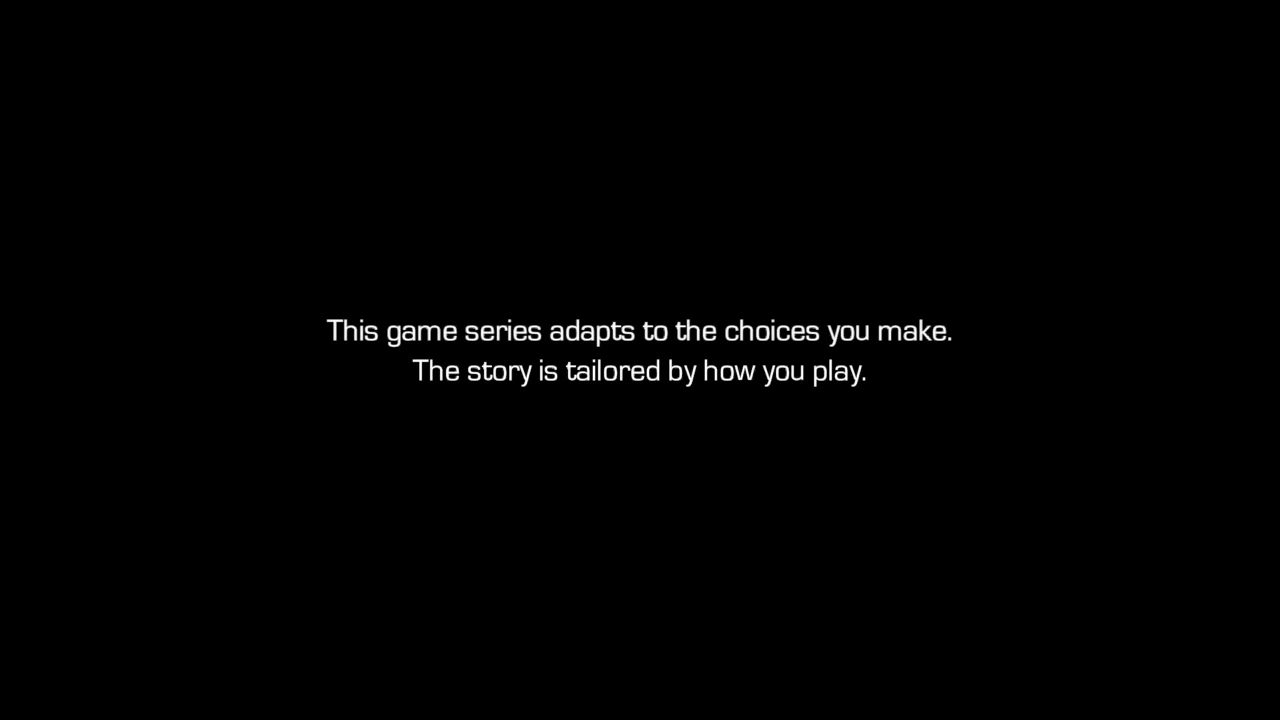 This game series adapts to the choices you make.
The story is tailored by how you play.